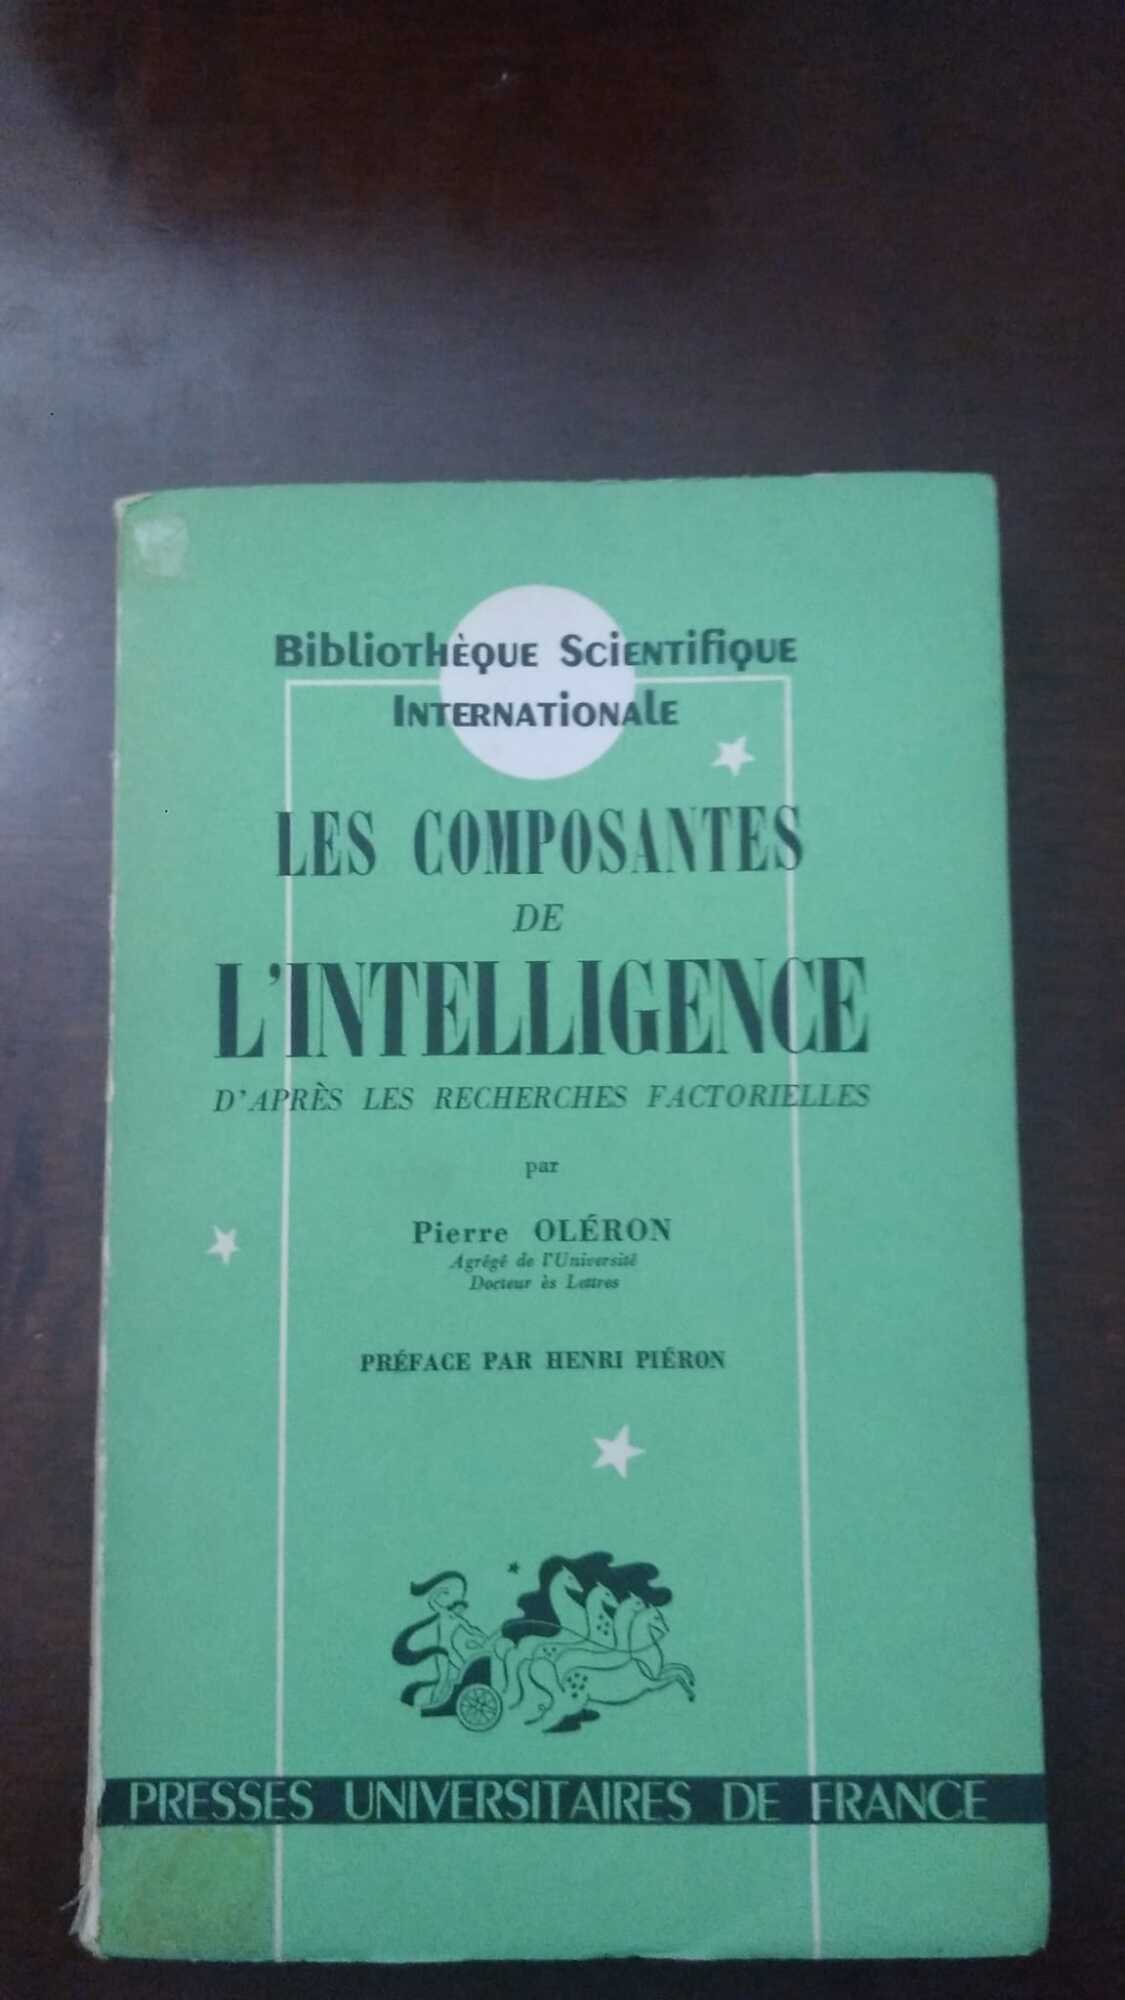 Bibliothèque Scientifique
Internationale
LES COMPOSANTES
DE
L'INTELLIGENCE
D'APRÈS LES RECHERCHES FACTORIELLES
par
Pierre OLÉRON
Agrégé de l'Université
Docteur ès Lettres
PRÉFACE PAR HENRI PIÉRON
PRESSES UNIVERSITAIRES DE FRANCE